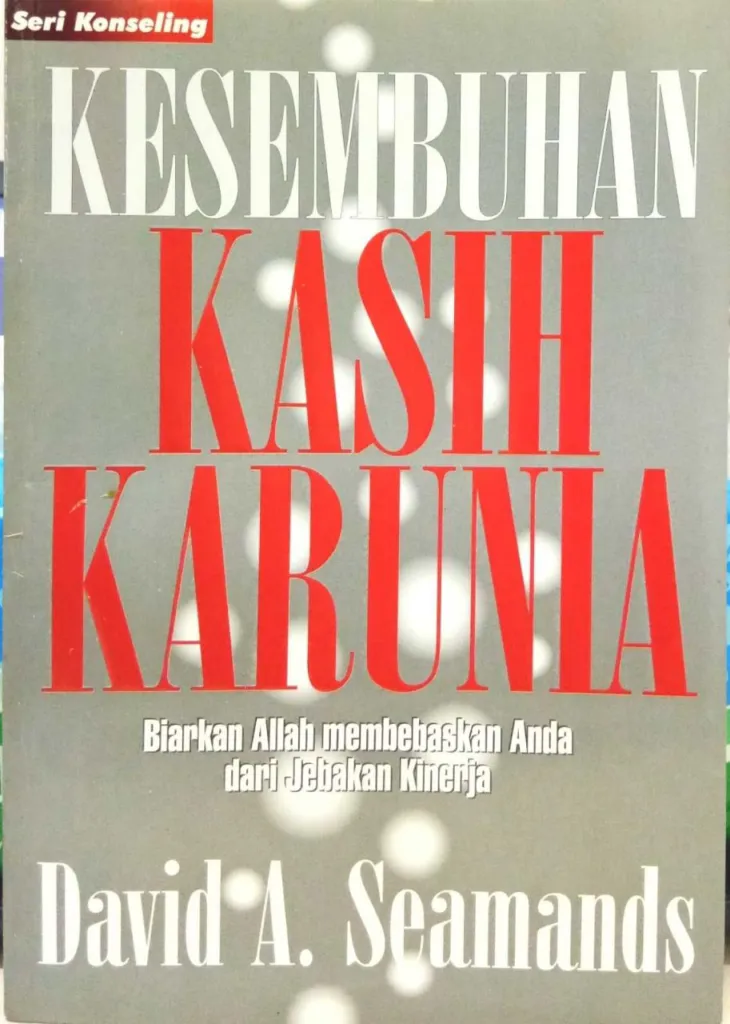 Seri Konseling
KESEMBUHAN
KASIH
KARUNIA
Biarkan Allah membebaskan Anda
dari Jebakan Kinerja
David A. Seamands